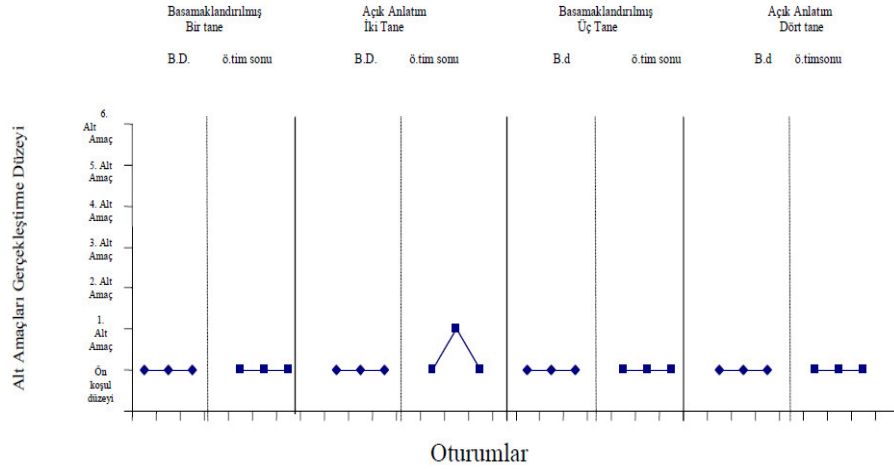 Basamaklandırılmış
Bir tane
Açık Anlatım
İki Tane
Basamaklandırılmış
Üç Tane
Açık Anlatım
Dört tane
B.D.
ö.tim sonu
B.D.
ö.tim sonu
B.d
ö.tim sonu
B.d
ö.timsonu
Alt Amaçları Gerçekleştirme Düzeyi
6.
Alt
Amaç
5. Alt
Amaç
4. Alt
Amaç
3. Alt
Amaç
2. Alt
Amaç
1.
Alt
Amaç
Ön
koşul
düzeyi
Oturumlar